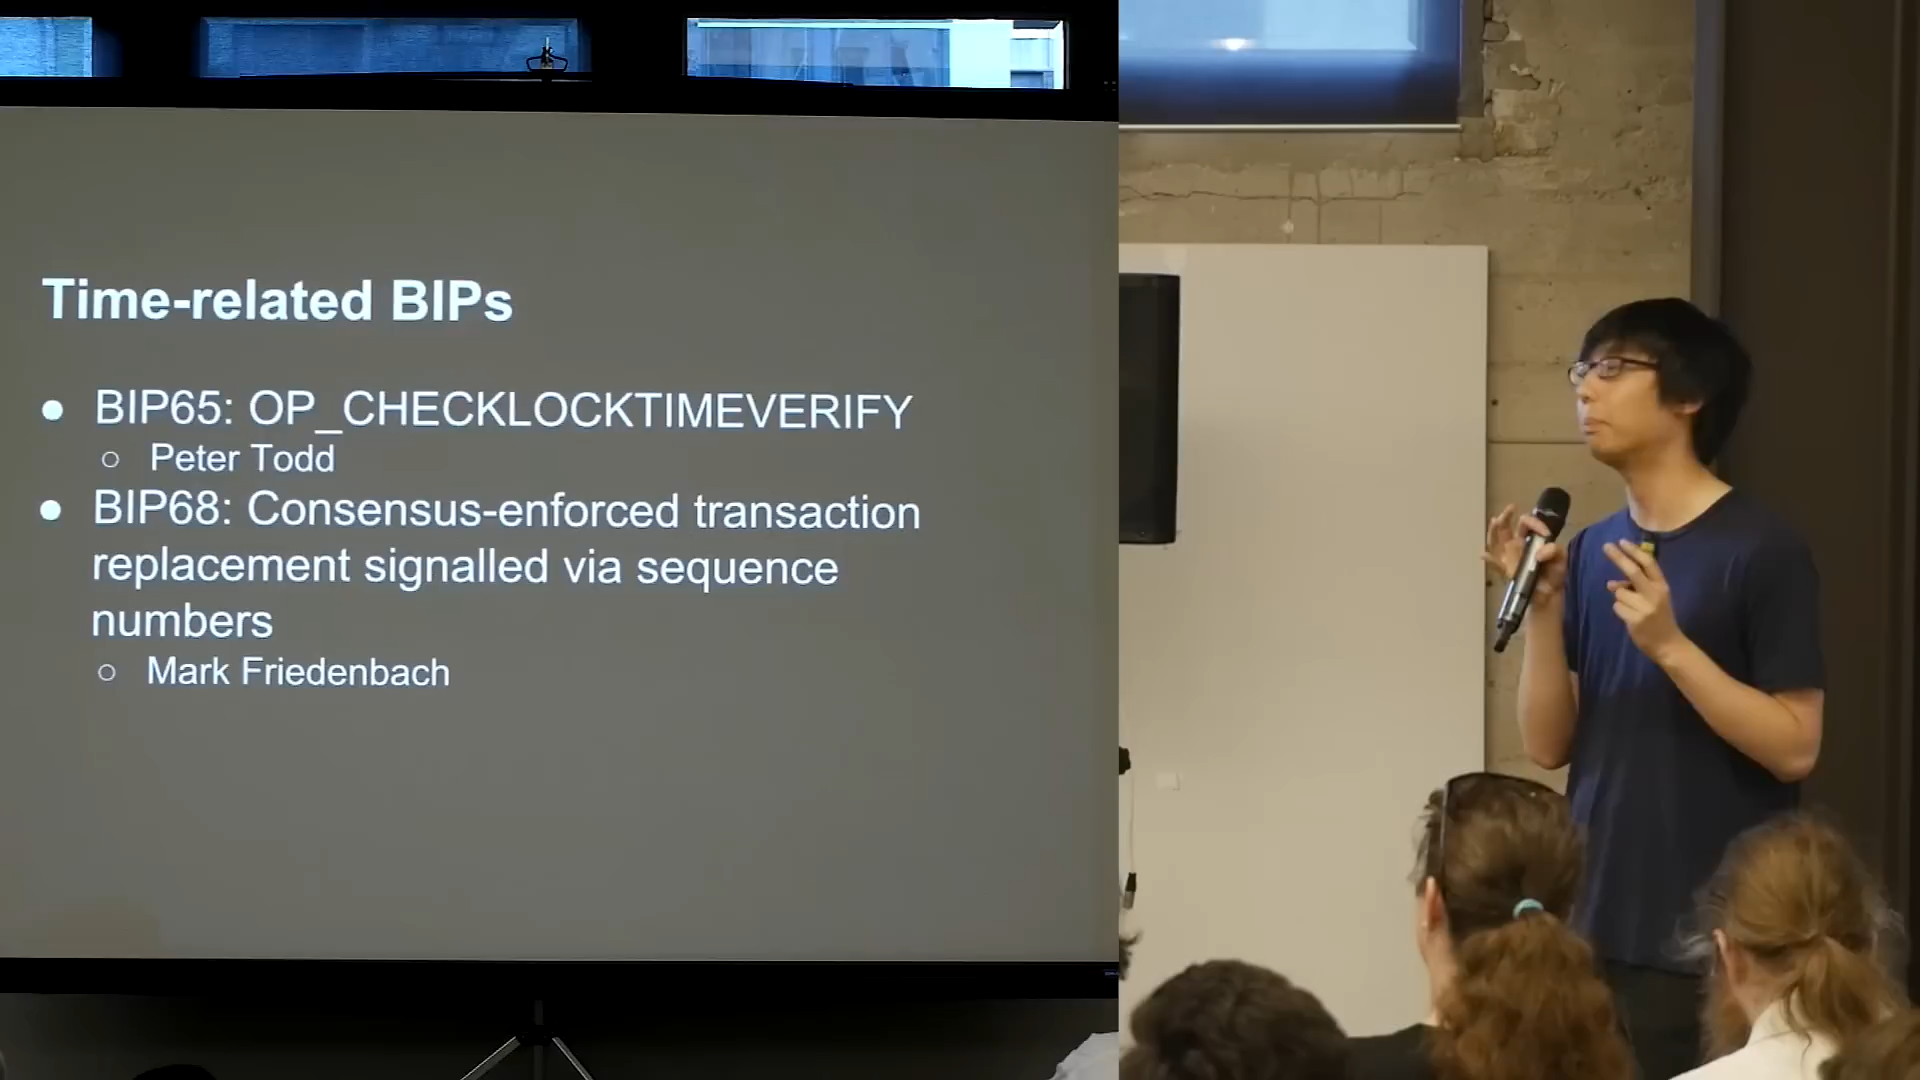 Time-related BIPs
● BIP65: OP_CHECKLOCKTIMEVERIFY
○ Peter Todd
● BIP68: Consensus-enforced transaction
replacement signalled via sequence
numbers
○ Mark Friedenbach